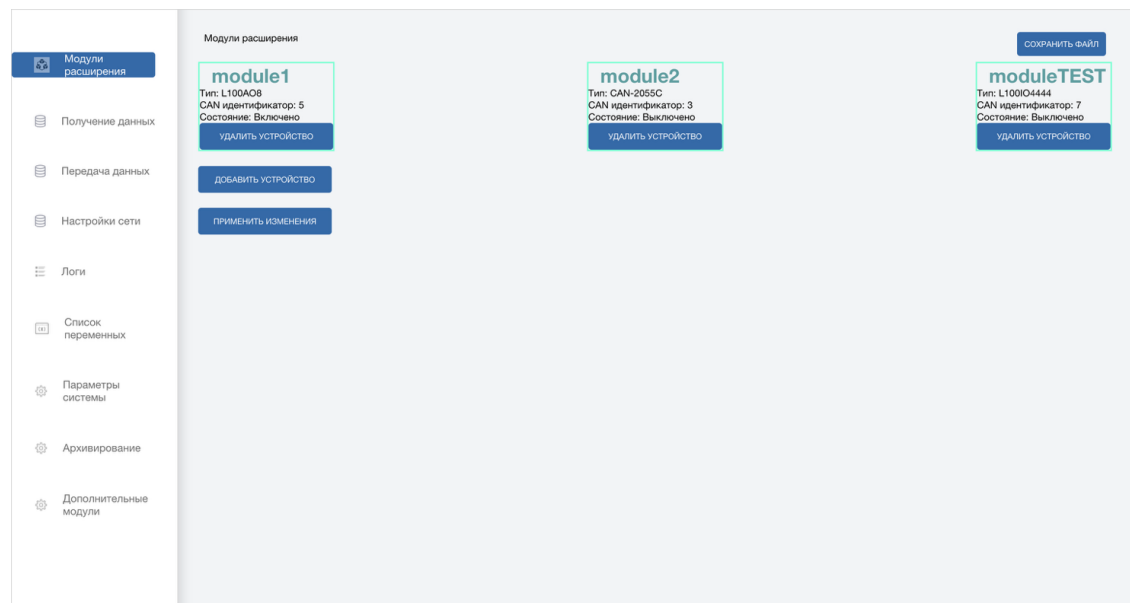 Модули
расширения
Получение данных
Передача данных
Настройки сети
Логи
Список
переменных
Параметры
системы
Архивирование
Дополнительные
модули
Модули расширения
СОХРАНИТЬ ФАЙЛ
module1
Тип: L100AO8
CAN идентификатор: 5
Состояние: Включено
УДАЛИТЬ УСТРОЙСТВО
module2
Тип: CAN-2055C
CAN идентификатор: 3
Состояние: Выключено
УДАЛИТЬ УСТРОЙСТВО
moduleTEST
Тип: L100IO4444
CAN идентификатор: 7
Состояние: Выключено
УДАЛИТЬ УСТРОЙСТВО
ДОБАВИТЬ УСТРОЙСТВО
ПРИМЕНИТЬ ИЗМЕНЕНИЯ